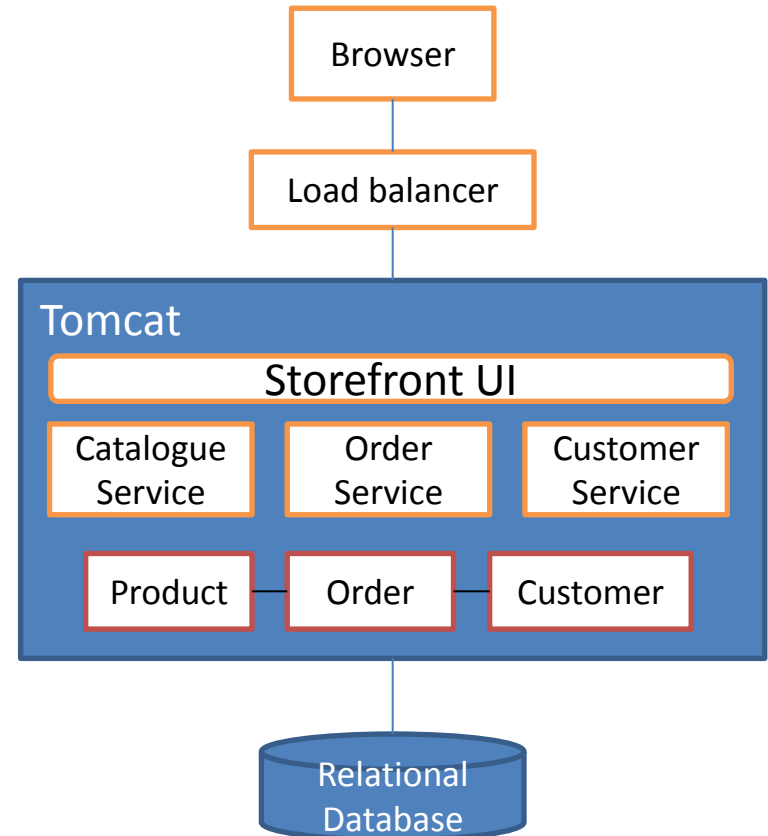 Browser
Load balancer
Tomcat
Storefront UI
Catalogue
Service
Order
Service
Customer
Service
Product
Order
Customer
Relational
Database